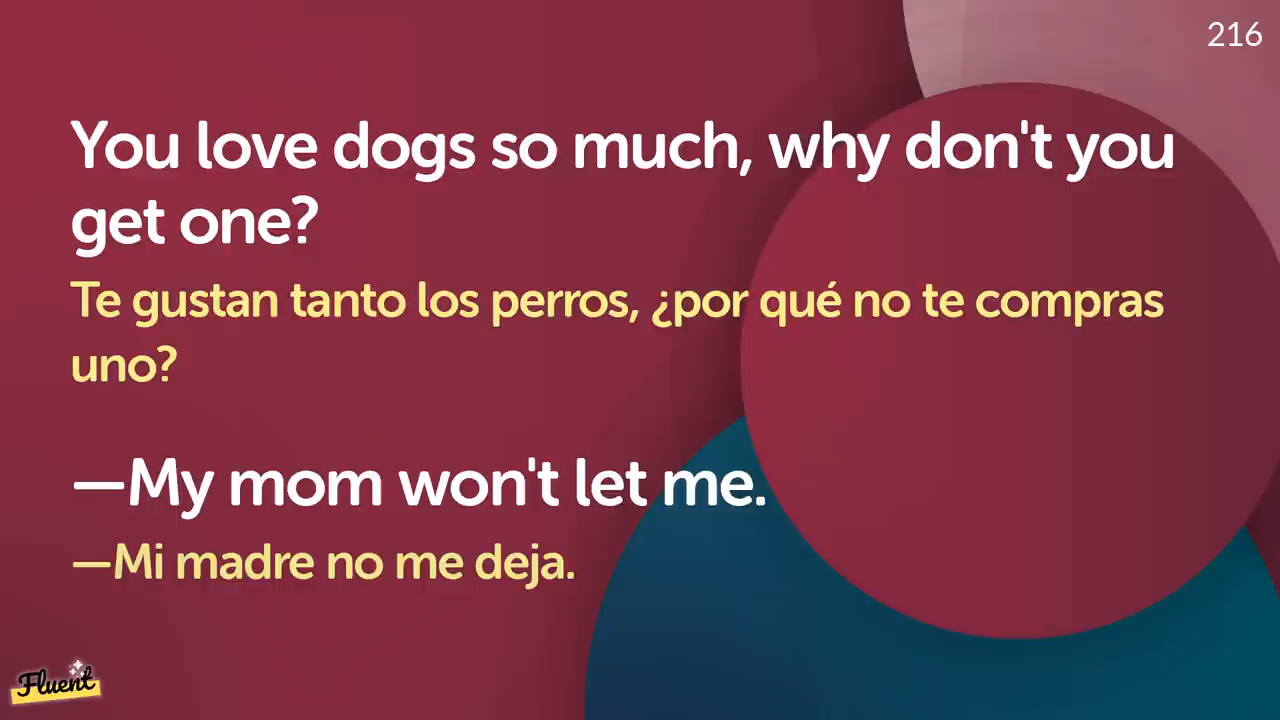 216
You love dogs so much, why don't you
get one?
Te gustan tanto los perros, ¿por qué no te compras
uno?
—My mom won't let me.
—Mi madre no me deja.
Fluent